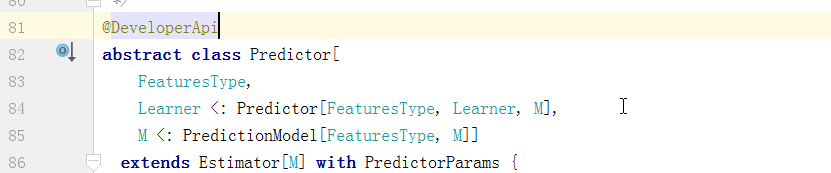 80 */
81 @DeveloperApi
82 abstract class Predictor[
83 FeaturesType,
84 Learner <: Predictor[FeaturesType, Learner, M],
85 M <: PredictionModel[FeaturesType, M]]
86 extends Estimator[M] with PredictorParams {